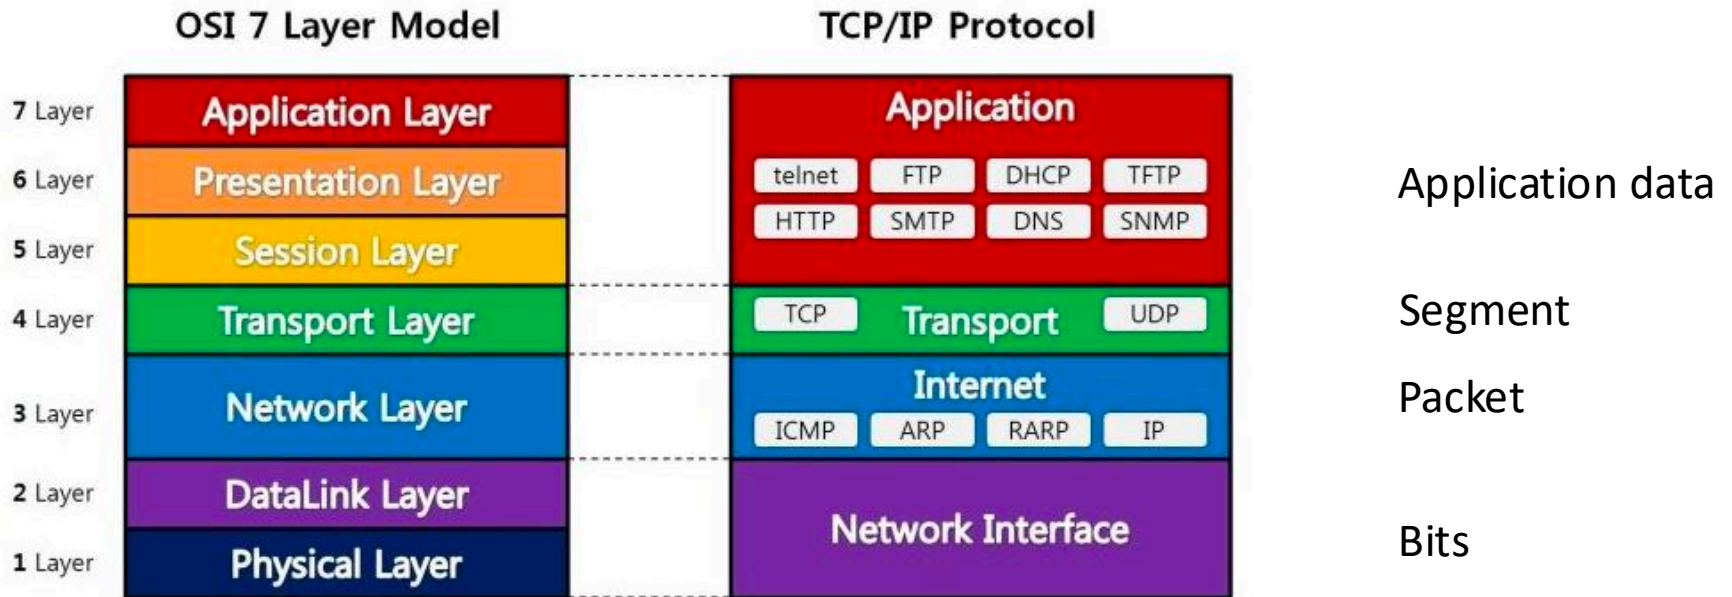 OSI 7 Layer Model
TCP/IP Protocol
7 Layer
Application Layer
Application
6 Layer
Presentation Layer
telnet FTP DHCP TFTP
Application data
HTTP SMTP DNS SNMP
5 Layer
Session Layer
4 Layer
Transport Layer
TCP Transport UDP
Segment
3 Layer
Network Layer
Internet
Packet
ICMP ARP RARP IP
2 Layer
DataLink Layer
Network Interface
Bits
1 Layer
Physical Layer